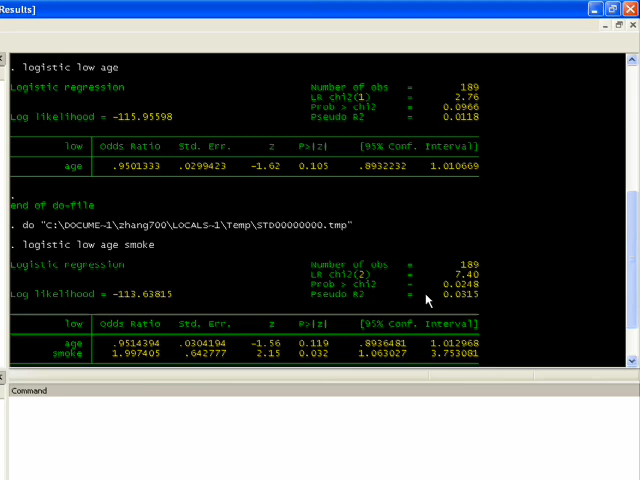 Results]
. logistic low age
Logistic regression Number of obs = 189
LR chi2(1) = 2.76
Prob > chi2 = 0.0966
Log likelihood = -115.95598 Pseudo R2 = 0.0118
low Odds Ratio Std. Err. z P>|z| [95% Conf. Interval]
age .9501333 .0299423 -1.62 0.105 .8932232 1.010669
.
end of do-file
. do "C:\DOCUME~1\zhang700\LOCALS~1\Temp\STD00000000.tmp"
. logistic low age smoke
Logistic regression Number of obs = 189
LR chi2(2) = 7.40
Prob > chi2 = 0.0248
Log likelihood = -113.63815 Pseudo R2 = 0.0315
low Odds Ratio Std. Err. z P>|z| [95% Conf. Interval]
age .9514394 .0304194 -1.56 0.119 .8936481 1.012968
smoke 1.997405 .642777 2.15 0.032 1.063027 3.753081
Command